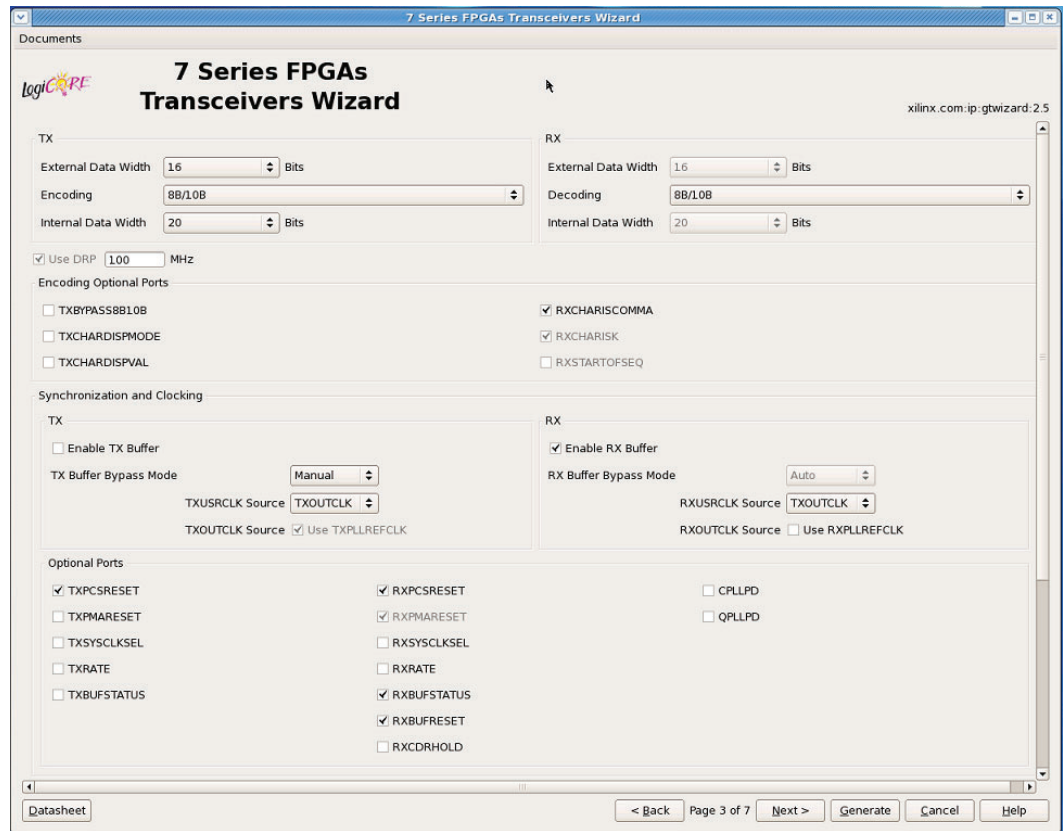 7 Series FPGAs Transceivers Wizard
Documents
LogiCORE
7 Series FPGAs
Transceivers Wizard
xilinx.com:ip:gtwizard:2.5
TX
External Data Width 16 Bits
Encoding 8B/10B
Internal Data Width 20 Bits
RX
External Data Width 16 Bits
Decoding 8B/10B
Internal Data Width 20 Bits
Use DRP 100 MHz
Encoding Optional Ports
TXBYPASS8B10B
TXCHARDISPMODE
TXCHARDISPVAL
RXCHARISCOMMA
RXCHARISK
RXSTARTOFSEQ
Synchronization and Clocking
TX
Enable TX Buffer
TX Buffer Bypass Mode Manual
TXUSRCLK Source TXOUTCLK
TXOUTCLK Source Use TXPLLREFCLK
RX
Enable RX Buffer
RX Buffer Bypass Mode Auto
RXUSRCLK Source TXOUTCLK
RXOUTCLK Source Use RXPLLREFCLK
Optional Ports
TXPCSRESET
TXPMARESET
TXSYSCLKSEL
TXRATE
TXBUFSTATUS
RXPCSRESET
RXPMARESET
RXSYSCLKSEL
RXRATE
RXBUFSTATUS
RXBUFRESET
RXCDRHOLD
CPLLPD
QPLLPD
Datasheet
< Back Page 3 of 7 Next > Generate Cancel Help